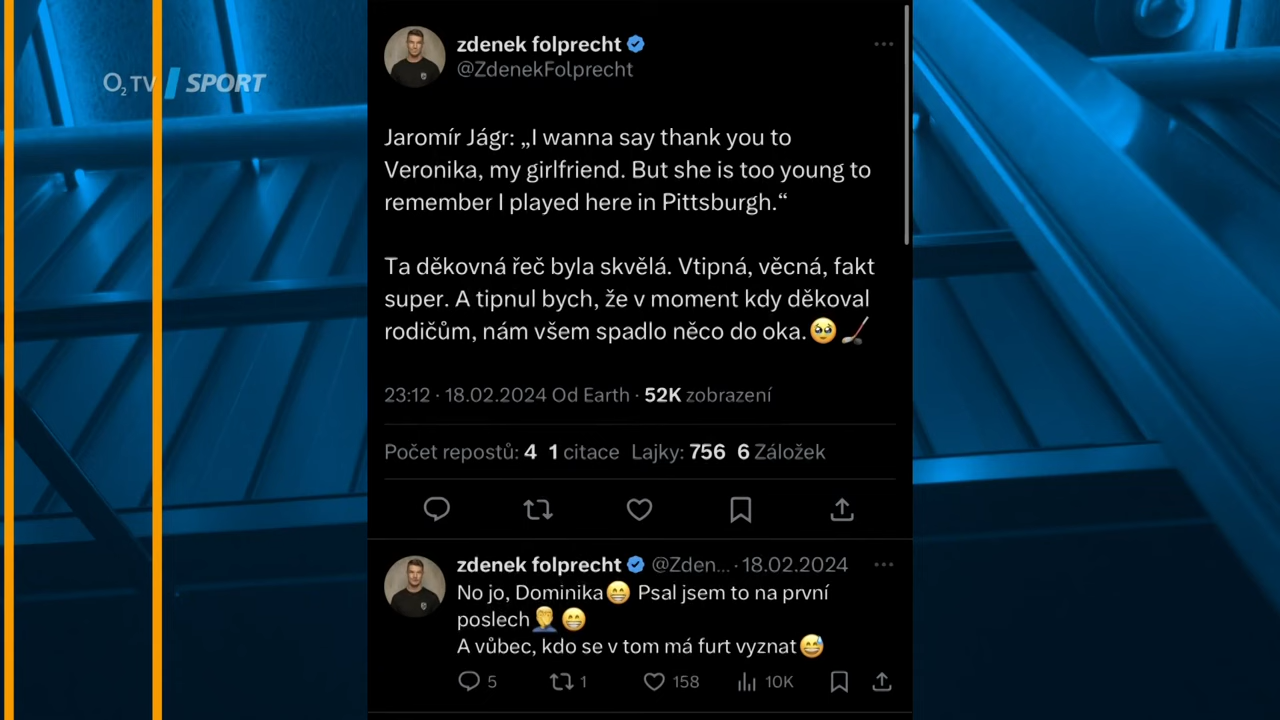 O2 TV SPORT
zdenek folprecht
@ZdenekFolprecht
Jaromír Jágr: „I wanna say thank you to
Veronika, my girlfriend. But she is too young to
remember I played here in Pittsburgh.“
Ta děkovná řeč byla skvělá. Vtipná, věcná, fakt
super. A tipnul bych, že v moment kdy děkoval
rodičům, nám všem spadlo něco do oka.🥹🏒
23:12 · 18.02.2024 Od Earth · 52K zobrazení
Počet repostů: 4 1 citace Lajky: 756 6 Záložek
zdenek folprecht @Zden... · 18.02.2024
No jo, Dominika😁 Psal jsem to na první
poslech🤦‍♂️😁
A vůbec, kdo se v tom má furt vyznat😅
5 1 158 10K